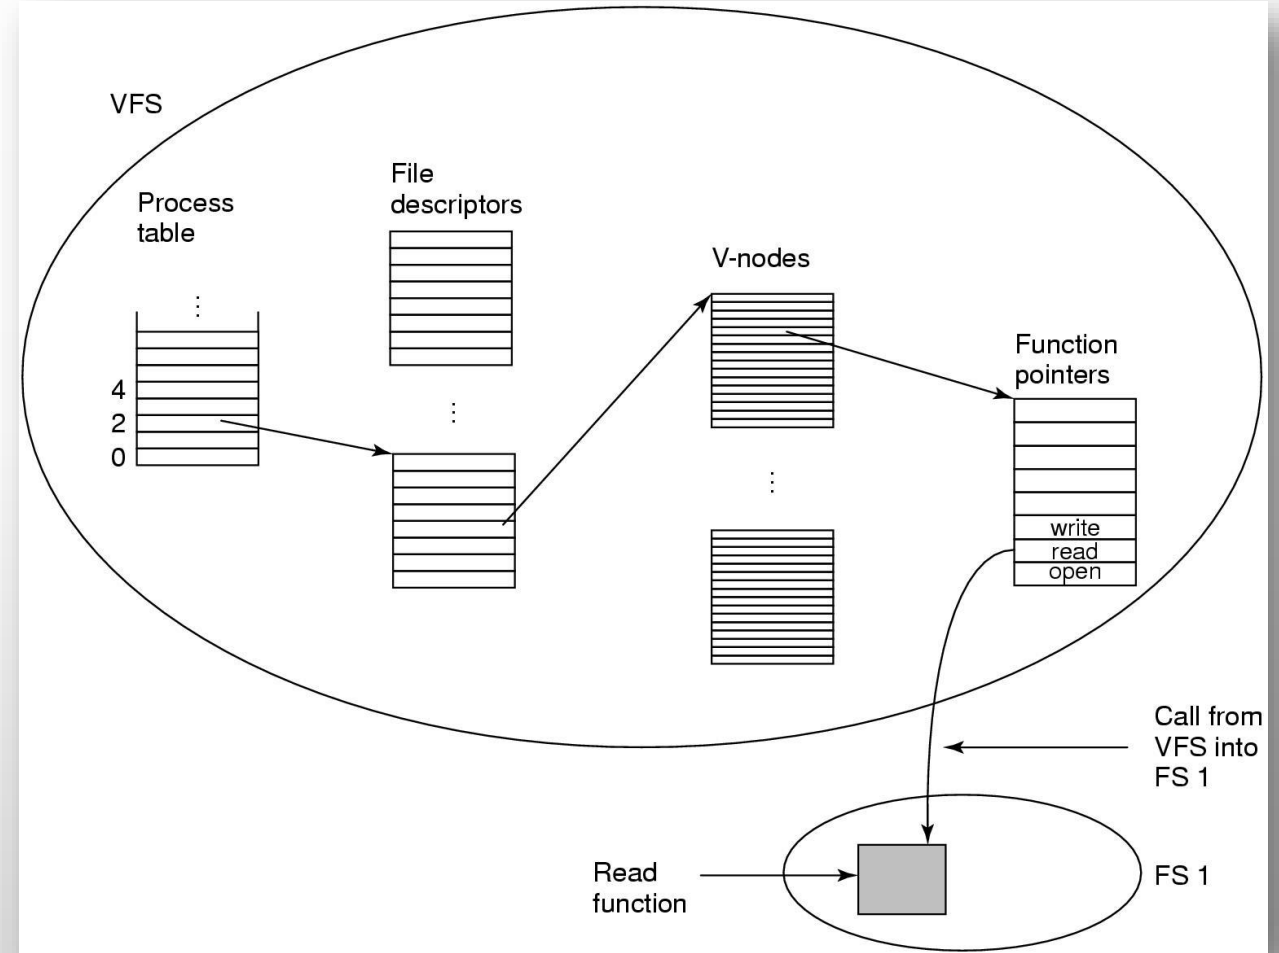 VFS
File
descriptors
Process
table
V-nodes
Function
pointers
4
2
0
write
read
open
Call from
VFS into
FS 1
Read
function
FS 1